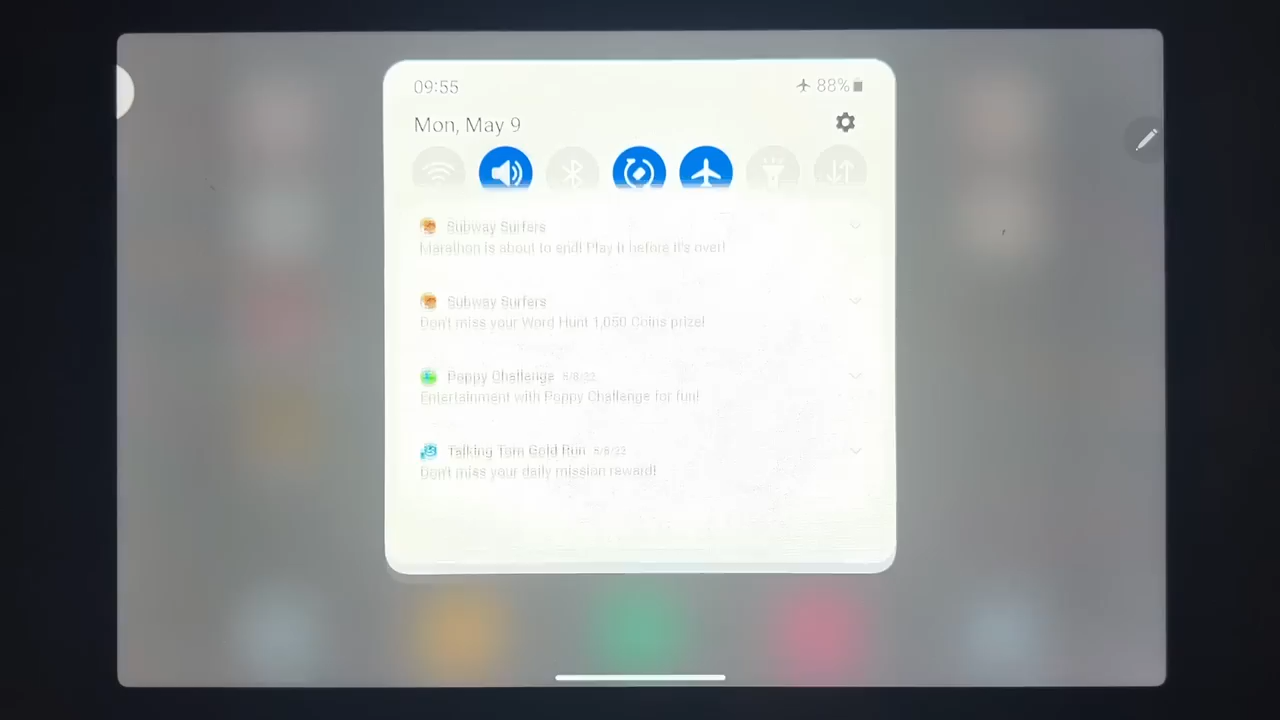 09:55
88%
Mon, May 9
Subway Surfers
Marathon is about to end! Play it before it's over!
Subway Surfers
Don't miss your Word Hunt 1,050 Coins prize!
Poppy Challenge 5/8/22
Entertainment with Poppy Challenge for fun!
Talking Tom Gold Run 5/8/22
Don't miss your daily mission reward!